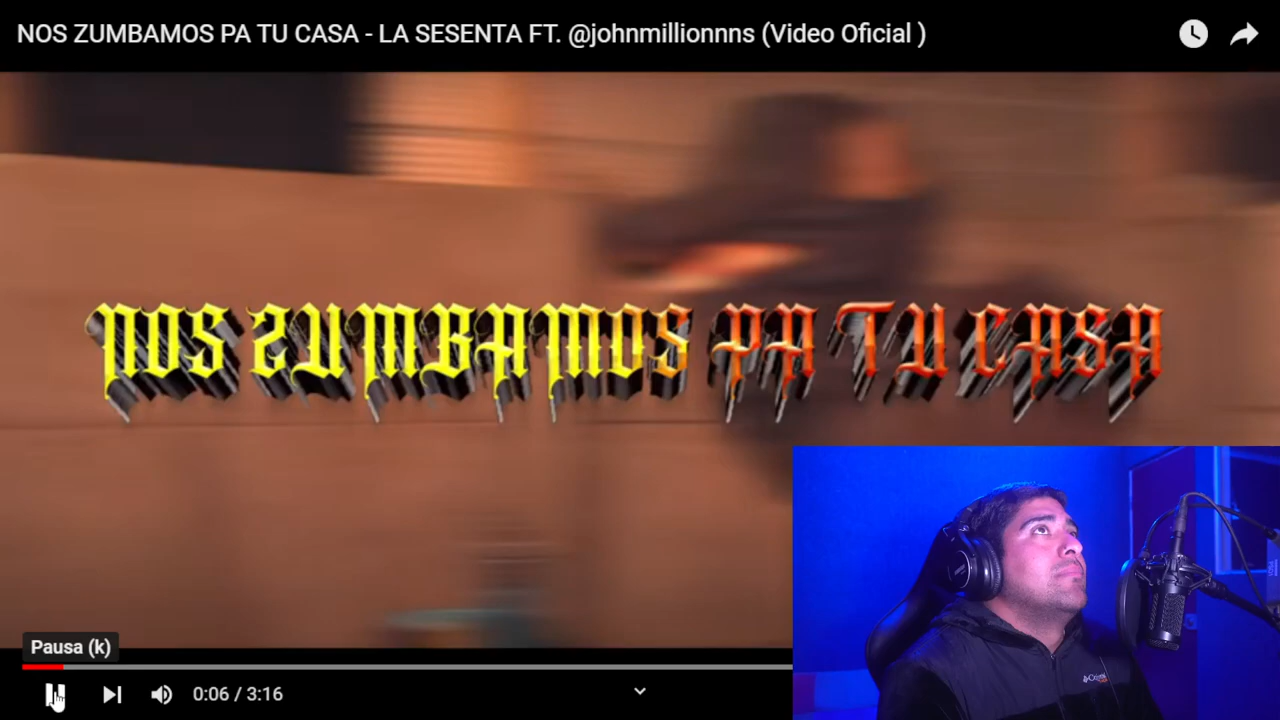 NOS ZUMBAMOS PA TU CASA - LA SESENTA FT. @johnmillionnns (Video Oficial )
NOS ZUMBAMOS PA TU CASA
Pausa (k)
0:06 / 3:16